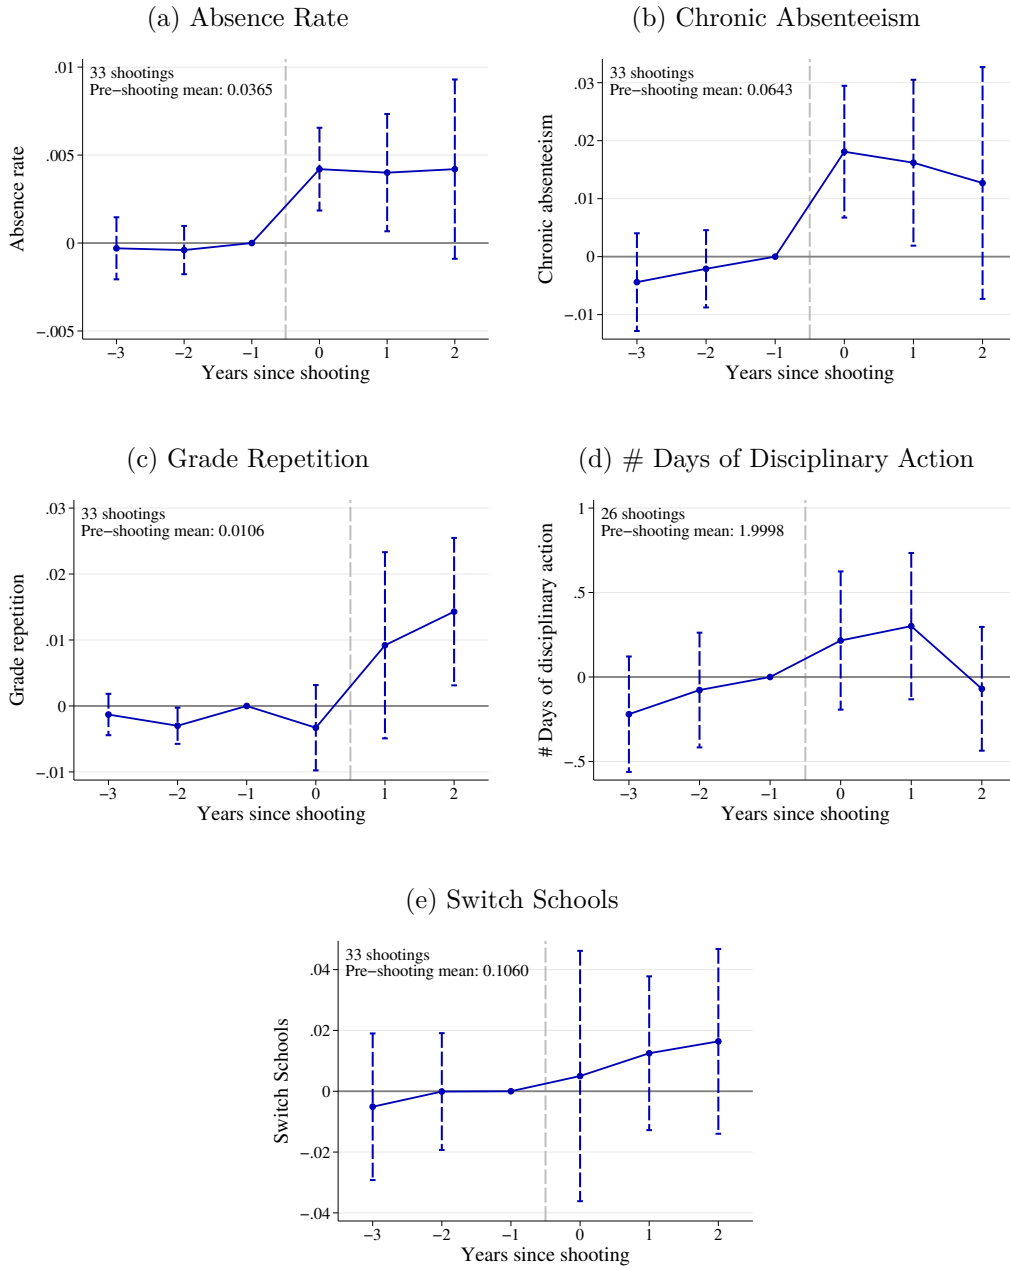 (a) Absence Rate
33 shootings
Pre−shooting mean: 0.0365
Absence rate
.01
.005
0
−.005
−3 −2 −1 0 1 2
Years since shooting
(b) Chronic Absenteeism
33 shootings
Pre−shooting mean: 0.0643
Chronic absenteeism
.03
.02
.01
0
−.01
−3 −2 −1 0 1 2
Years since shooting
(c) Grade Repetition
33 shootings
Pre−shooting mean: 0.0106
Grade repetition
.03
.02
.01
0
−.01
−3 −2 −1 0 1 2
Years since shooting
(d) # Days of Disciplinary Action
26 shootings
Pre−shooting mean: 1.9998
# Days of disciplinary action
1
.5
0
−.5
−3 −2 −1 0 1 2
Years since shooting
(e) Switch Schools
33 shootings
Pre−shooting mean: 0.1060
Switch Schools
.04
.02
0
−.02
−.04
−3 −2 −1 0 1 2
Years since shooting